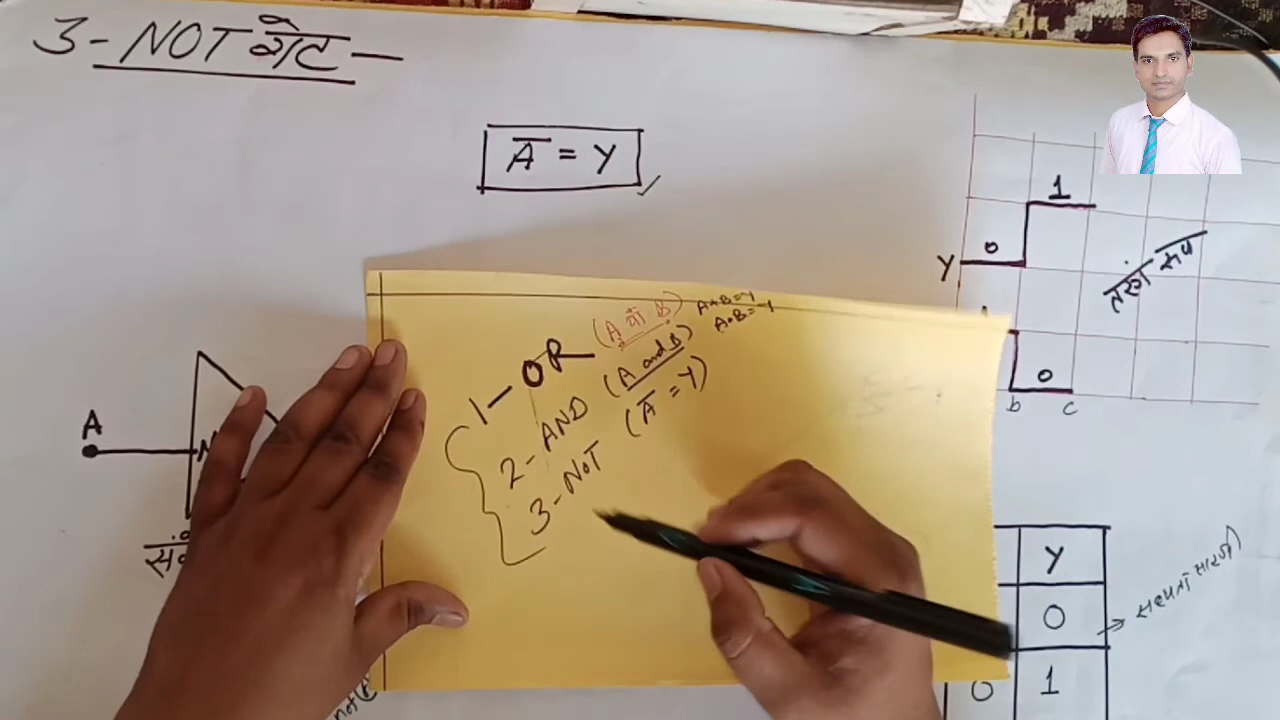 3- NOT गेट -
A̅ = Y
1
0
Y
तरंग रूप
0
b c
A
1- OR (A या B) A+B=Y
A•B=Y
2- AND (A and B)
3- NOT (A̅ = Y)
Y
0
0 1
सत्यता सारणी